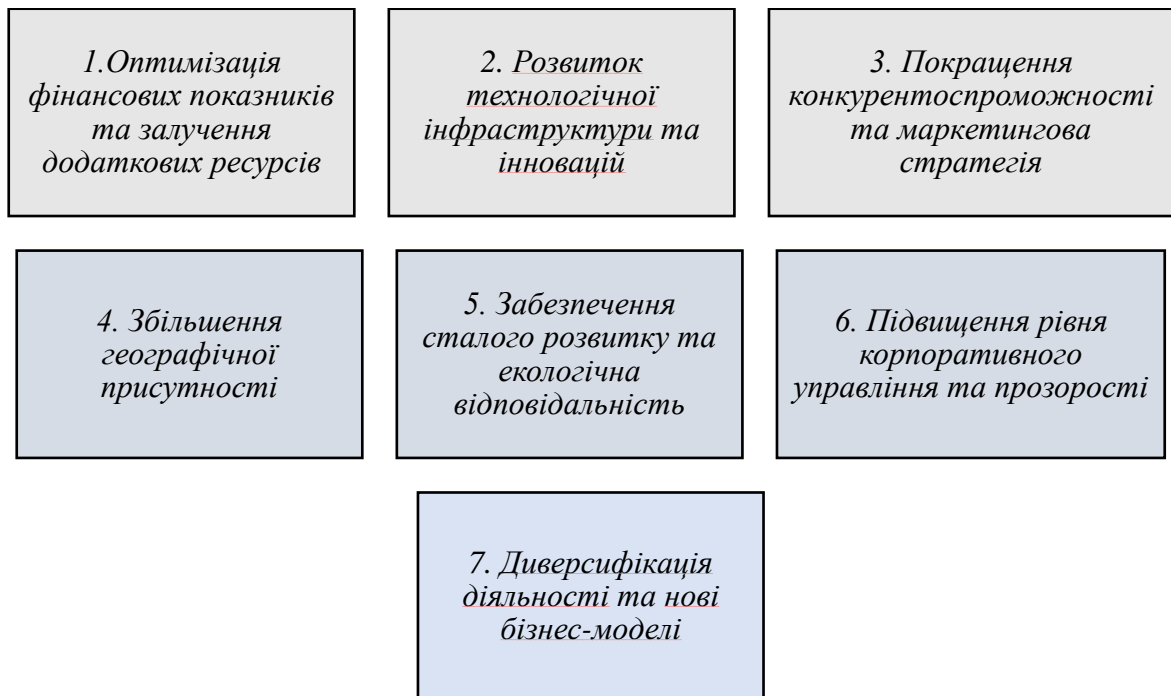 1.Оптимізація
фінансових показників
та залучення
додаткових ресурсів
2. Розвиток
технологічної
інфраструктури та
інновацій
3. Покращення
конкурентоспроможності
та маркетингова
стратегія
4. Збільшення
географічної
присутності
5. Забезпечення
сталого розвитку та
екологічна
відповідальність
6. Підвищення рівня
корпоративного
управління та прозорості
7. Диверсифікація
діяльності та нові
бізнес-моделі